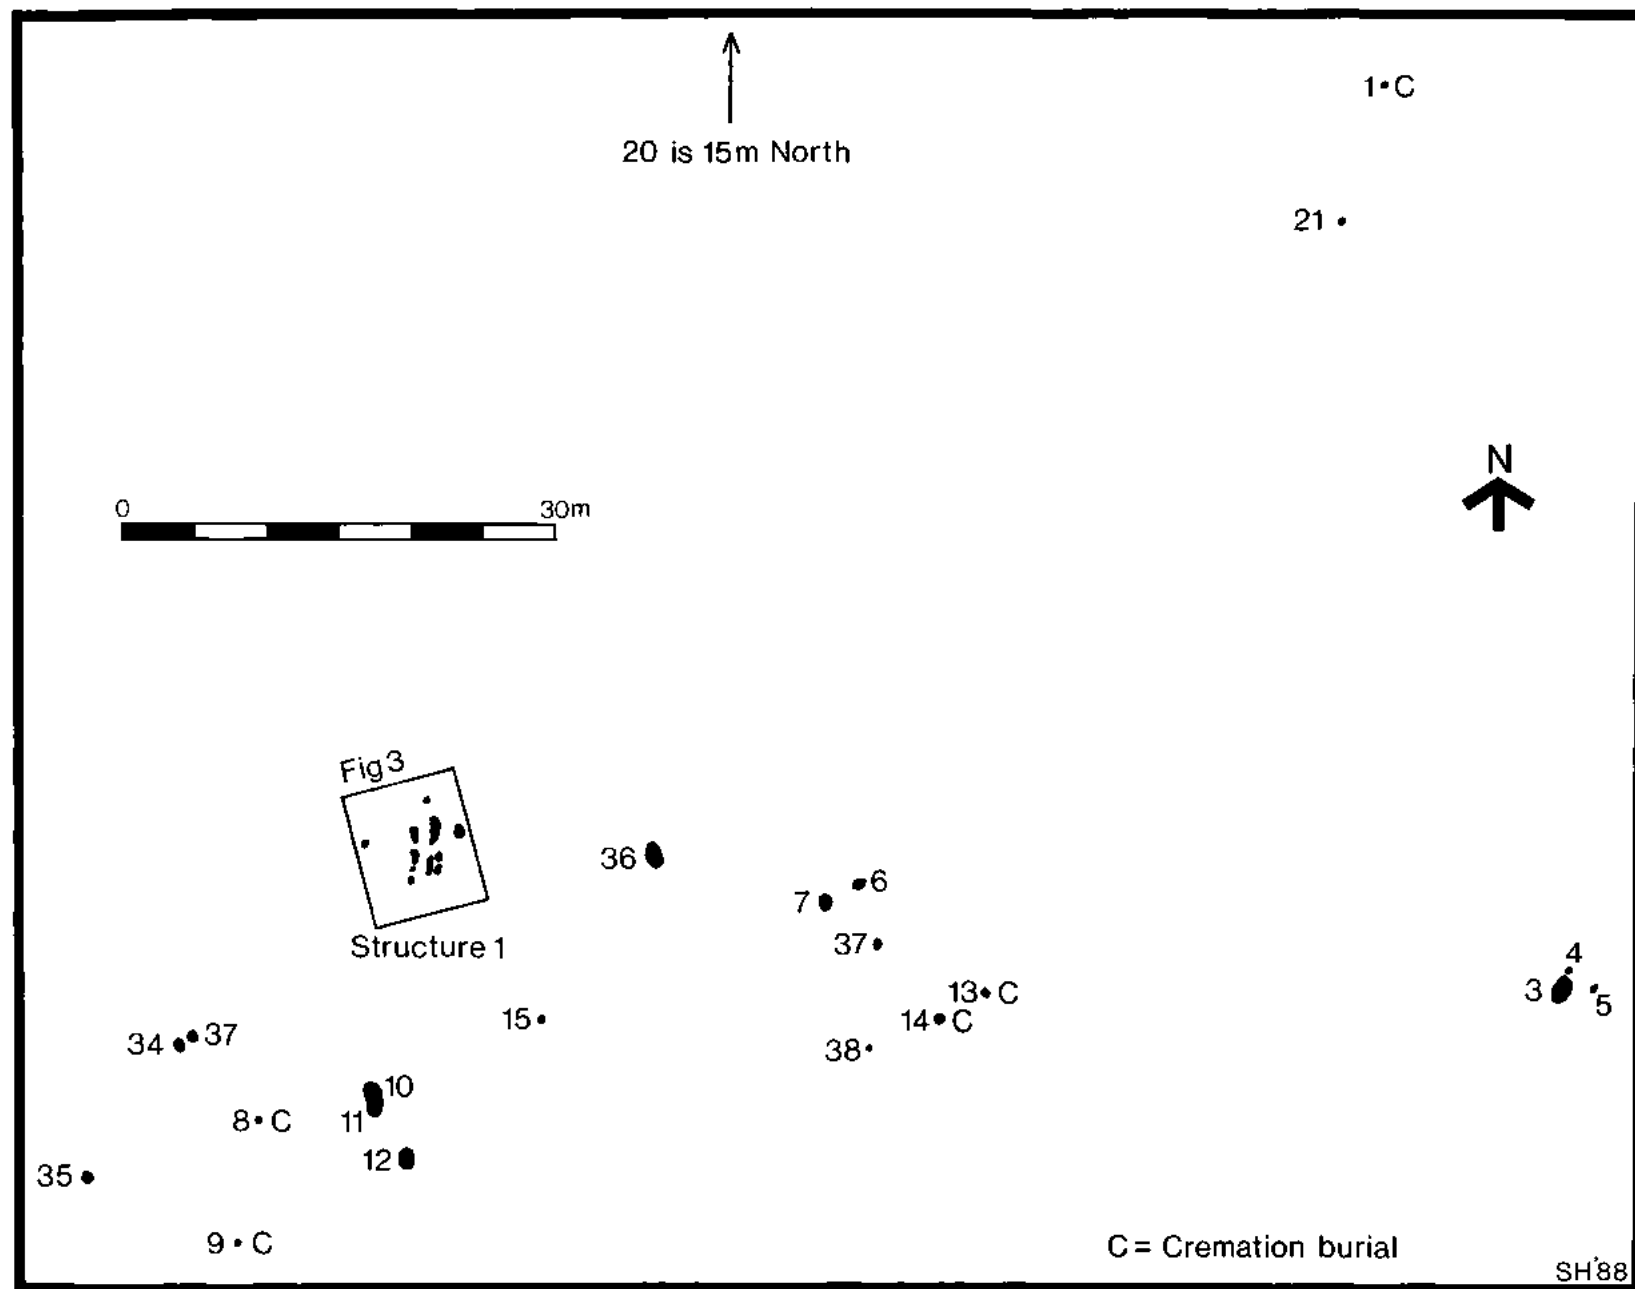 1 C
20 is 15m North
21
N
0 30m
Fig 3
36
6
7
Structure 1
37
4
3
5
13 C
14 C
15
38
34 37
10
11
8 C
12
35
9 C
C = Cremation burial
SH'88